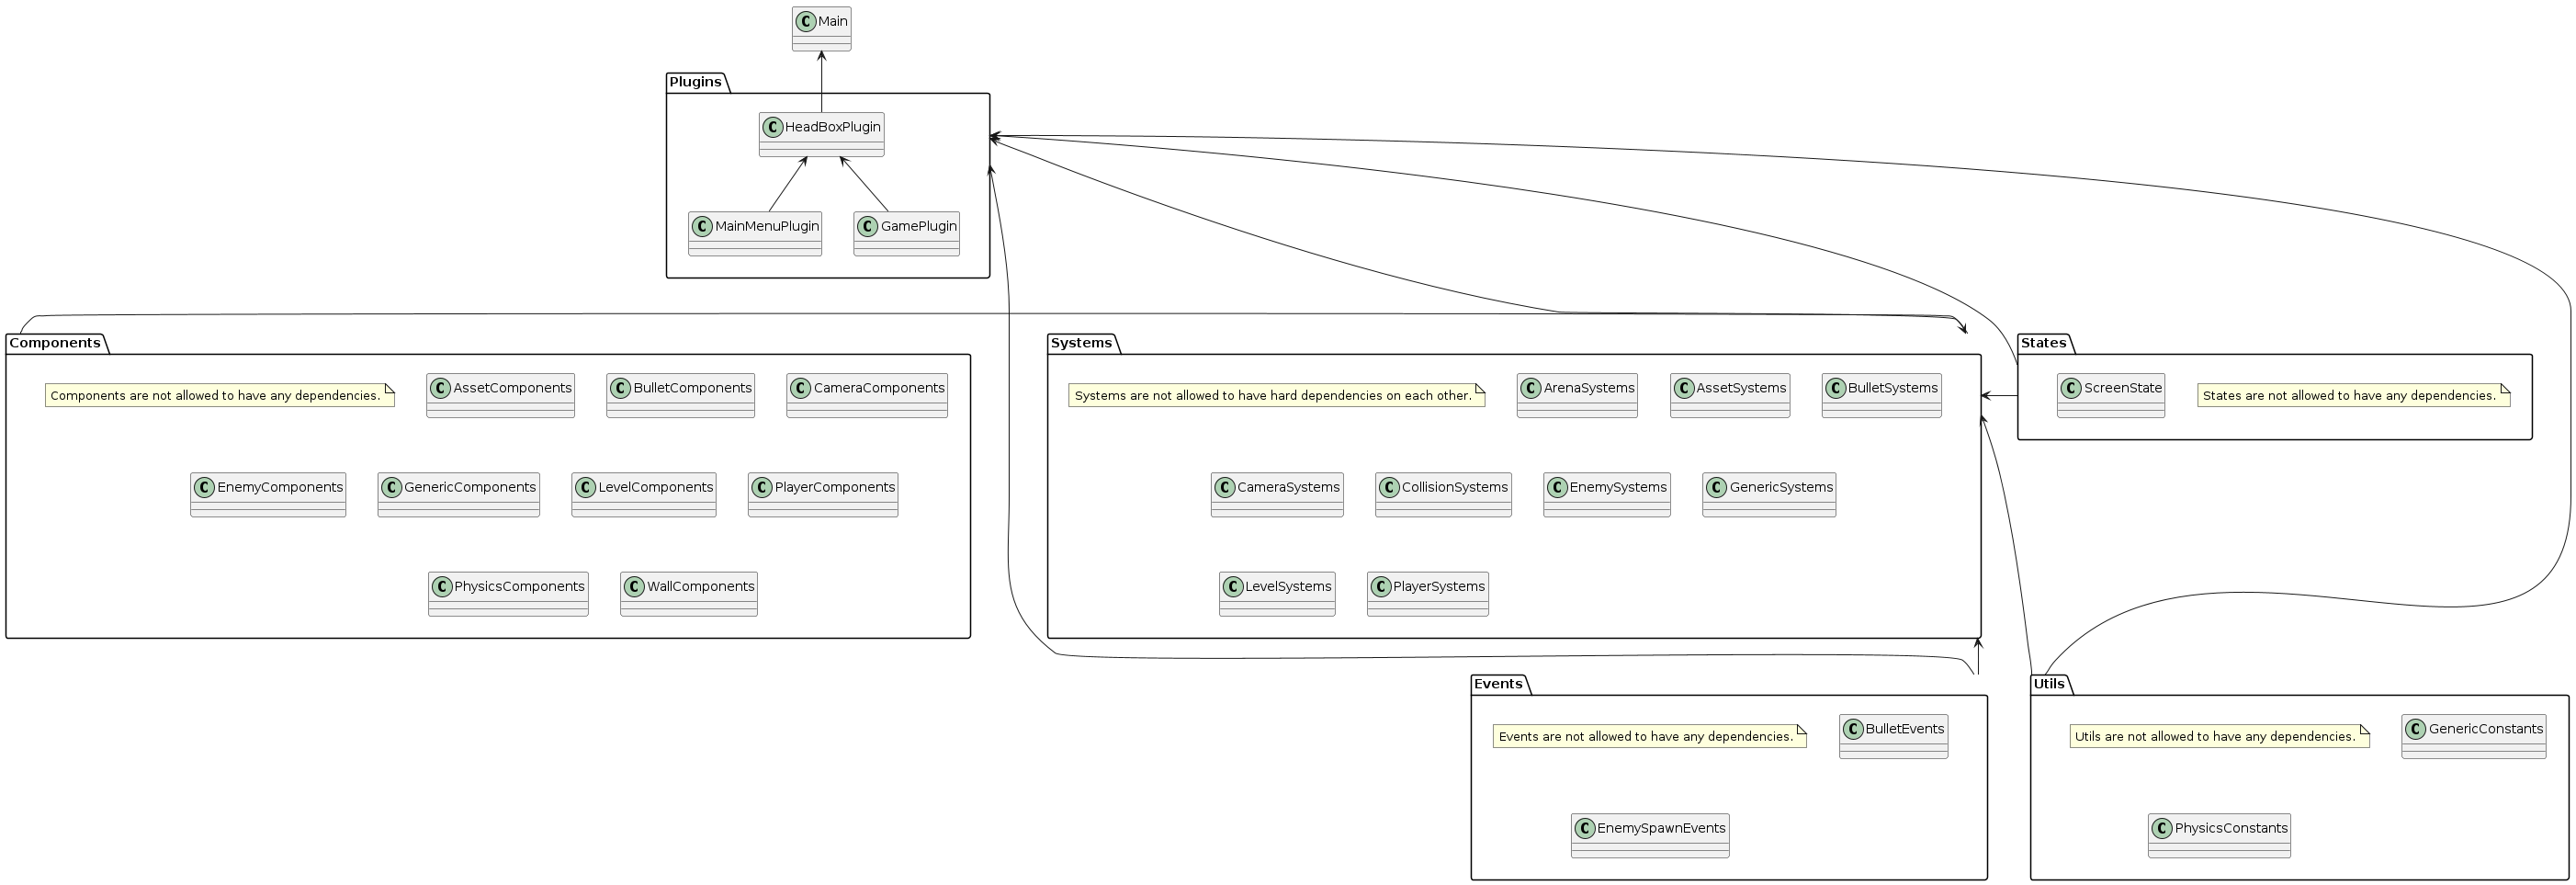 C Main
Plugins
C HeadBoxPlugin
C MainMenuPlugin
C GamePlugin
Components
Components are not allowed to have any dependencies.
C AssetComponents
C BulletComponents
C CameraComponents
C EnemyComponents
C GenericComponents
C LevelComponents
C PlayerComponents
C PhysicsComponents
C WallComponents
Systems
Systems are not allowed to have hard dependencies on each other.
C ArenaSystems
C AssetSystems
C BulletSystems
C CameraSystems
C CollisionSystems
C EnemySystems
C GenericSystems
C LevelSystems
C PlayerSystems
States
C ScreenState
States are not allowed to have any dependencies.
Events
Events are not allowed to have any dependencies.
C BulletEvents
C EnemySpawnEvents
Utils
Utils are not allowed to have any dependencies.
C GenericConstants
C PhysicsConstants